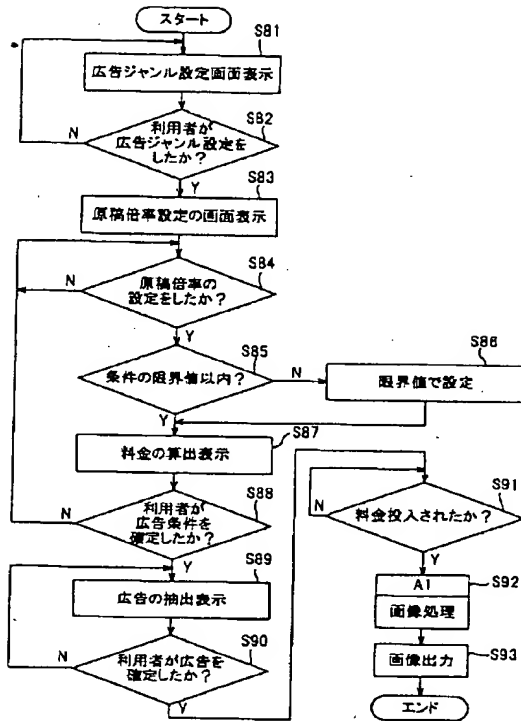 スタート
S81
広告ジャンル設定画面表示
S82
利用者が
広告ジャンル設定を
したか?
N
Y
S83
原稿倍率設定の画面表示
S84
原稿倍率の
設定をしたか?
N
Y
S85
条件の限界値以内?
N
Y
S86
限界値で設定
S87
料金の算出表示
S88
利用者が
広告条件を
確定したか?
N
Y
S89
広告の抽出表示
S90
利用者が広告を
確定したか?
N
Y
S91
料金投入されたか?
N
Y
A1
S92
画像処理
画像出力
S93
エンド